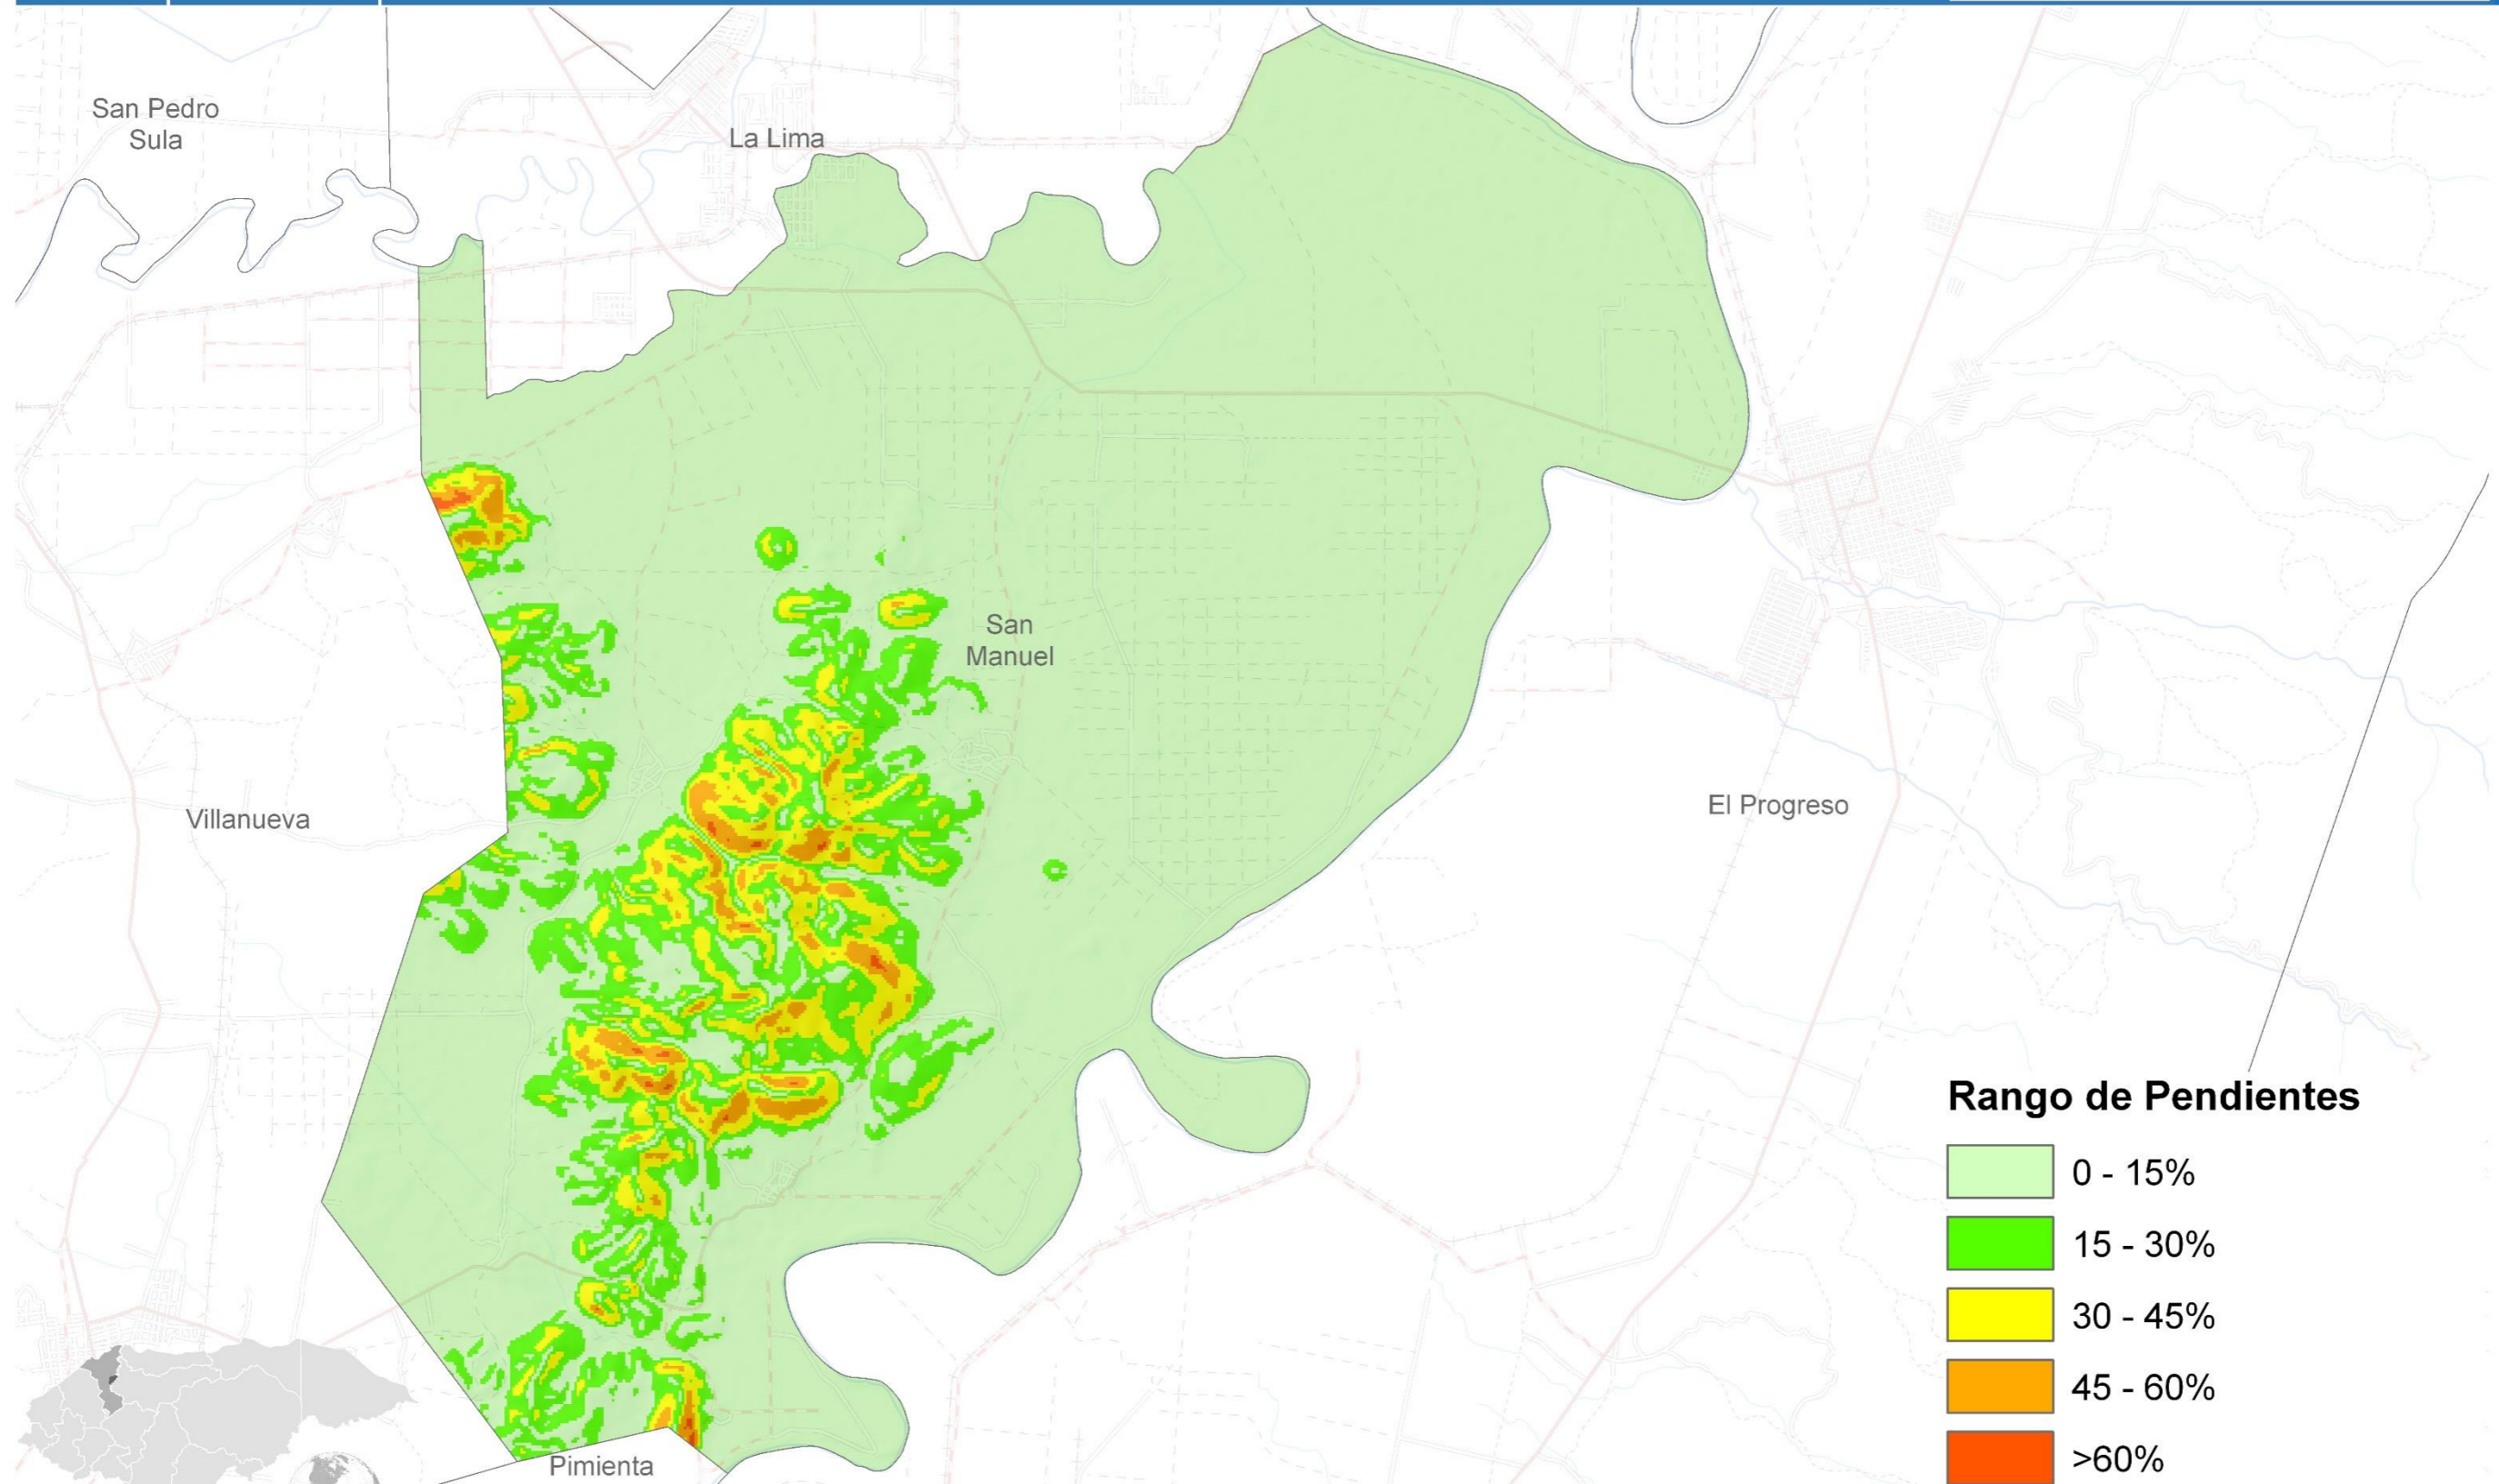 San Pedro
Sula
La Lima
San
Manuel
Villanueva
El Progreso
Rango de Pendientes
0 - 15%
15 - 30%
30 - 45%
45 - 60%
>60%
Pimienta